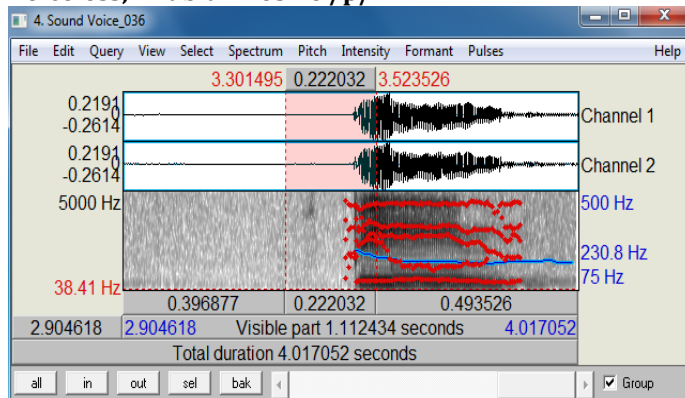 4. Sound Voice_036
File Edit Query View Select Spectrum Pitch Intensity Formant Pulses Help
3.301495 0.222032 3.523526
0.2191
-0.2614
Channel 1
0.2191
-0.2614
Channel 2
5000 Hz 500 Hz
230.8 Hz
75 Hz
38.41 Hz
0.396877 0.222032 0.493526
2.904618 2.904618 Visible part 1.112434 seconds 4.017052
Total duration 4.017052 seconds
all in out sel bak Group